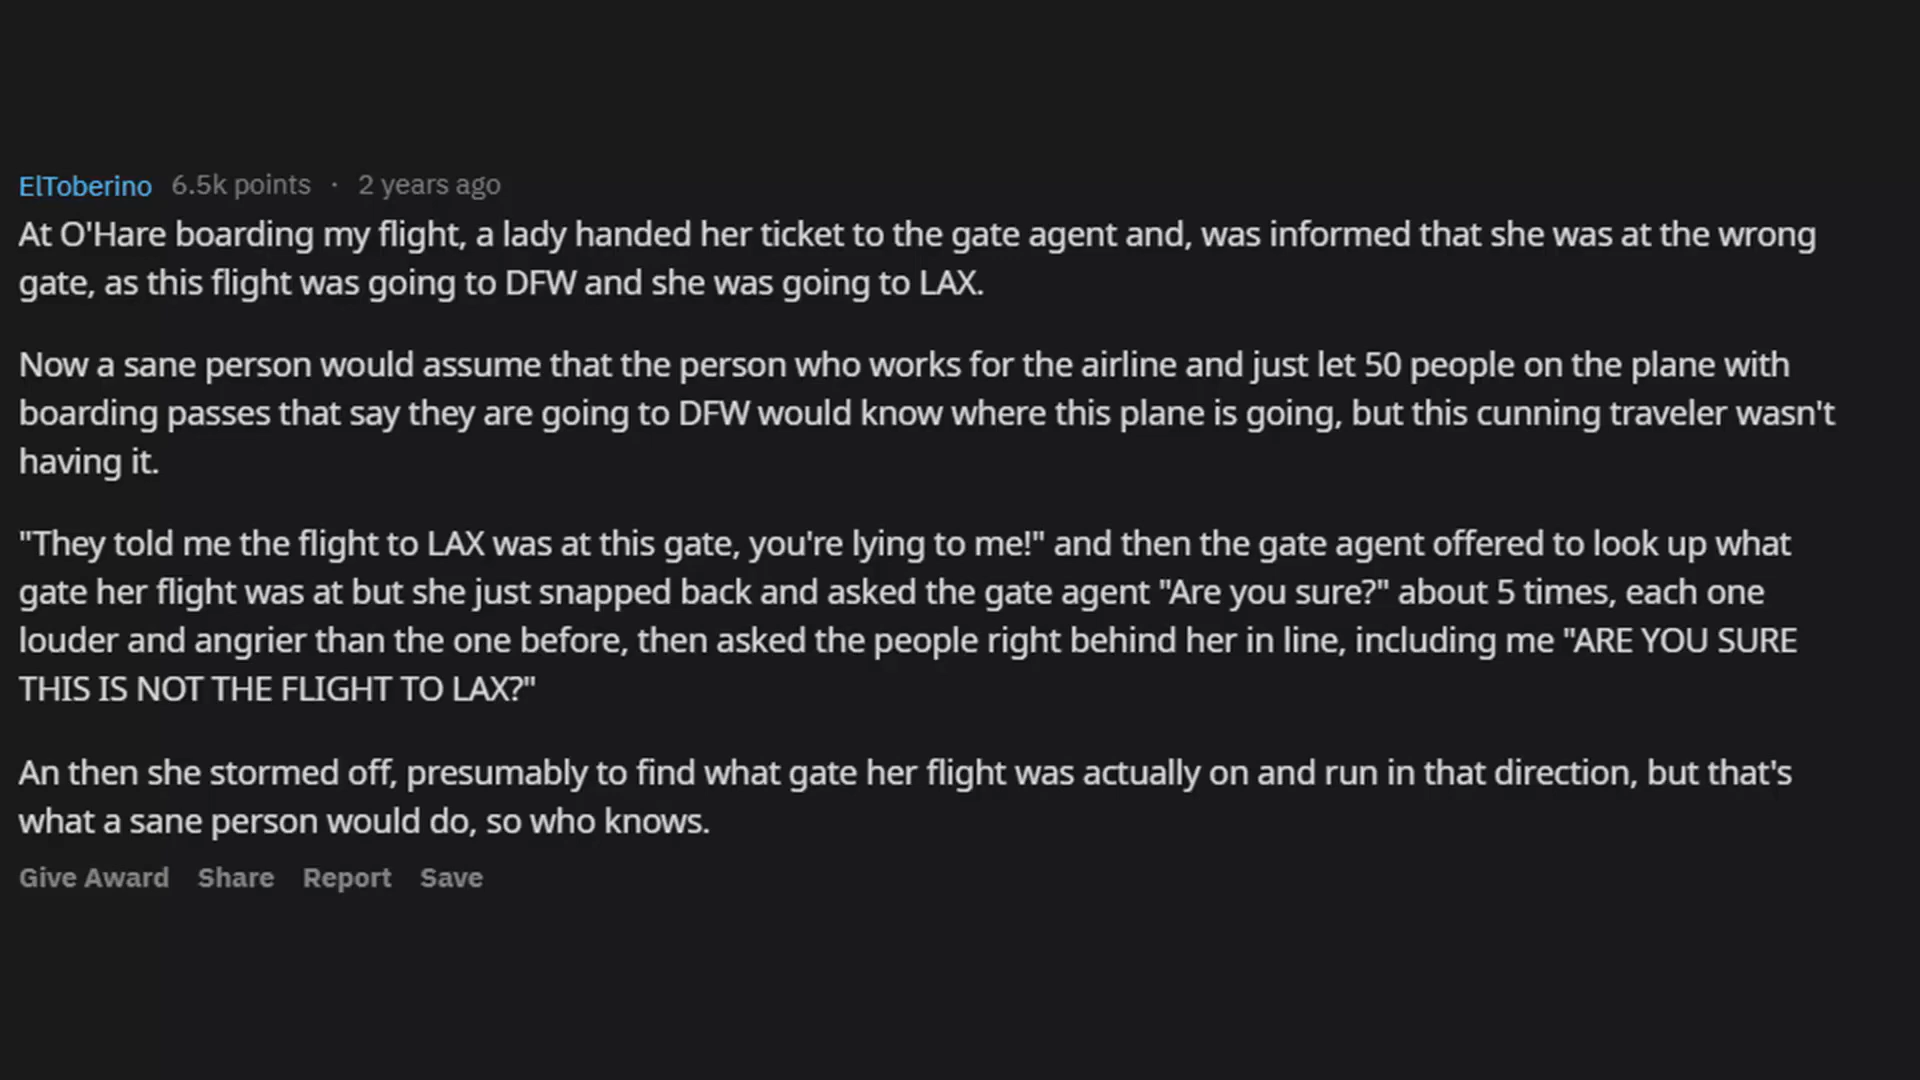 ElToberino 6.5k points · 2 years ago
At O'Hare boarding my flight, a lady handed her ticket to the gate agent and, was informed that she was at the wrong
gate, as this flight was going to DFW and she was going to LAX.
Now a sane person would assume that the person who works for the airline and just let 50 people on the plane with
boarding passes that say they are going to DFW would know where this plane is going, but this cunning traveler wasn't
having it.
"They told me the flight to LAX was at this gate, you're lying to me!" and then the gate agent offered to look up what
gate her flight was at but she just snapped back and asked the gate agent "Are you sure?" about 5 times, each one
louder and angrier than the one before, then asked the people right behind her in line, including me "ARE YOU SURE
THIS IS NOT THE FLIGHT TO LAX?"
An then she stormed off, presumably to find what gate her flight was actually on and run in that direction, but that's
what a sane person would do, so who knows.
Give Award Share Report Save